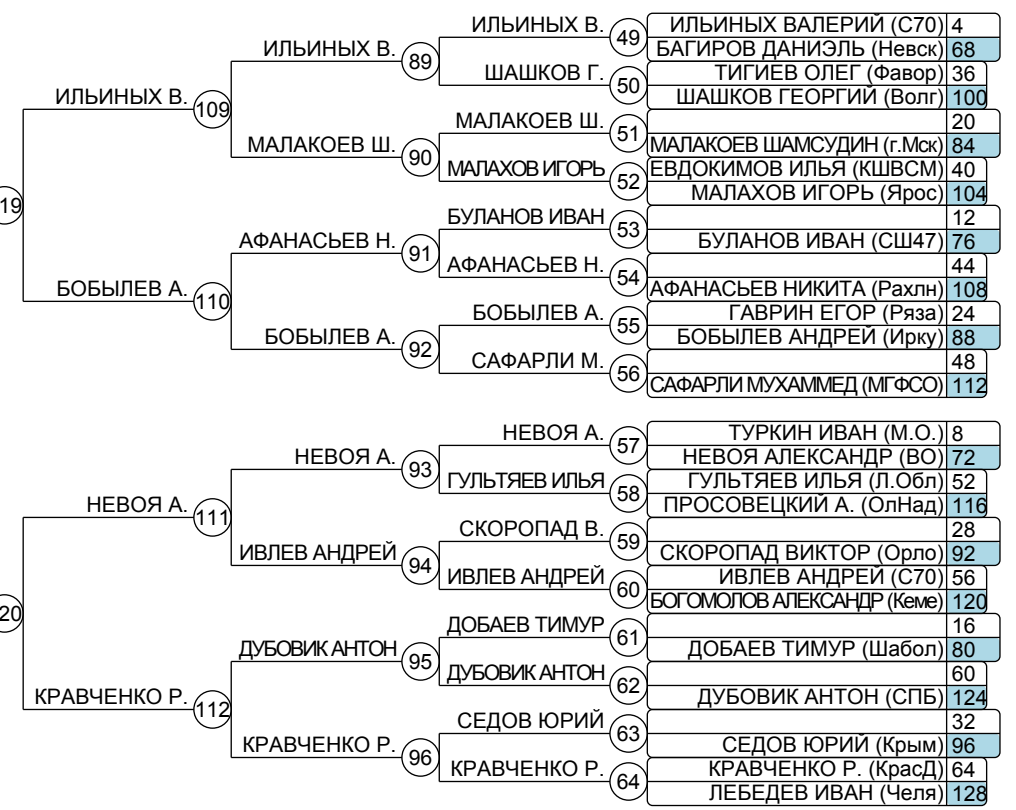 ИЛЬИНЫХ В. 49 ИЛЬИНЫХ ВАЛЕРИЙ (С70) 4
ИЛЬИНЫХ В. 89 БАГИРОВ ДАНИЭЛЬ (Невск) 68
ШАШКОВ Г. 50 ТИГИЕВ ОЛЕГ (Фавор) 36
ИЛЬИНЫХ В. 109 ШАШКОВ ГЕОРГИЙ (Волг) 100
МАЛАКОЕВ Ш. 51 20
МАЛАКОЕВ Ш. 90 МАЛАКОЕВ ШАМСУДИН (г.Мск) 84
МАЛАХОВ ИГОРЬ 52 ЕВДОКИМОВ ИЛЬЯ (КШВСМ) 40
19 МАЛАХОВ ИГОРЬ (Ярос) 104
БУЛАНОВ ИВАН 53 12
АФАНАСЬЕВ Н. 91 БУЛАНОВ ИВАН (СШ47) 76
АФАНАСЬЕВ Н. 54 44
БОБЫЛЕВ А. 110 АФАНАСЬЕВ НИКИТА (Рахлн) 108
БОБЫЛЕВ А. 55 ГАВРИН ЕГОР (Ряза) 24
БОБЫЛЕВ А. 92 БОБЫЛЕВ АНДРЕЙ (Ирку) 88
САФАРЛИ М. 56 48
САФАРЛИ МУХАММЕД (МГФСО) 112
НЕВОЯ А. 57 ТУРКИН ИВАН (М.О.) 8
НЕВОЯ А. 93 НЕВОЯ АЛЕКСАНДР (ВО) 72
ГУЛЬТЯЕВ ИЛЬЯ 58 ГУЛЬТЯЕВ ИЛЬЯ (Л.Обл) 52
НЕВОЯ А. 111 ПРОСОВЕЦКИЙ А. (ОлНад) 116
СКОРОПАД В. 59 28
ИВЛЕВ АНДРЕЙ 94 СКОРОПАД ВИКТОР (Орло) 92
ИВЛЕВ АНДРЕЙ 60 ИВЛЕВ АНДРЕЙ (С70) 56
20 БОГОМОЛОВ АЛЕКСАНДР (Кеме) 120
ДОБАЕВ ТИМУР 61 16
ДУБОВИК АНТОН 95 ДОБАЕВ ТИМУР (Шабол) 80
ДУБОВИК АНТОН 62 60
КРАВЧЕНКО Р. 112 ДУБОВИК АНТОН (СПБ) 124
СЕДОВ ЮРИЙ 63 32
КРАВЧЕНКО Р. 96 СЕДОВ ЮРИЙ (Крым) 96
КРАВЧЕНКО Р. 64 КРАВЧЕНКО Р. (КрасД) 64
ЛЕБЕДЕВ ИВАН (Челя) 128